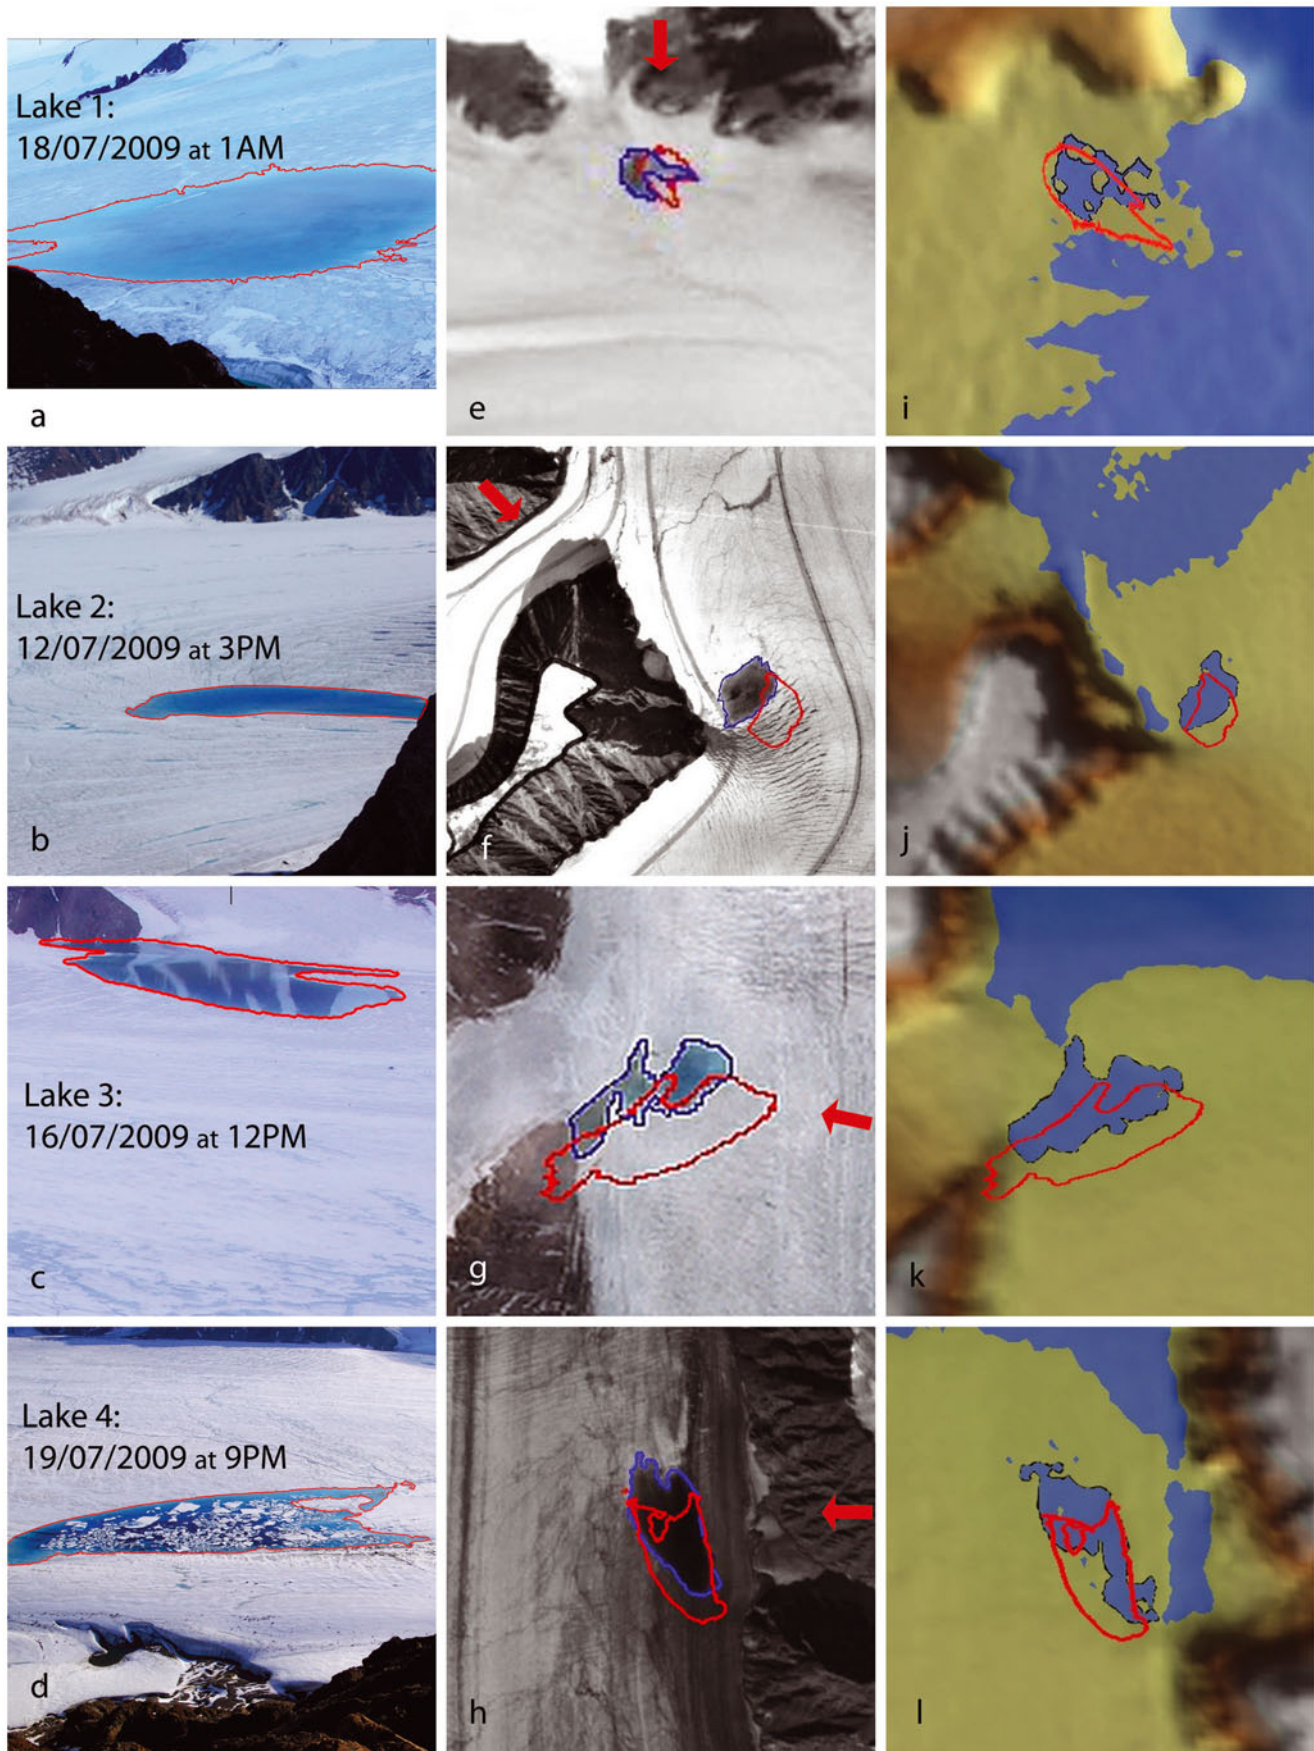 Lake 1:
18/07/2009 at 1AM
a
e
i
Lake 2:
12/07/2009 at 3PM
b
f
j
Lake 3:
16/07/2009 at 12PM
c
g
k
Lake 4:
19/07/2009 at 9PM
d
h
l